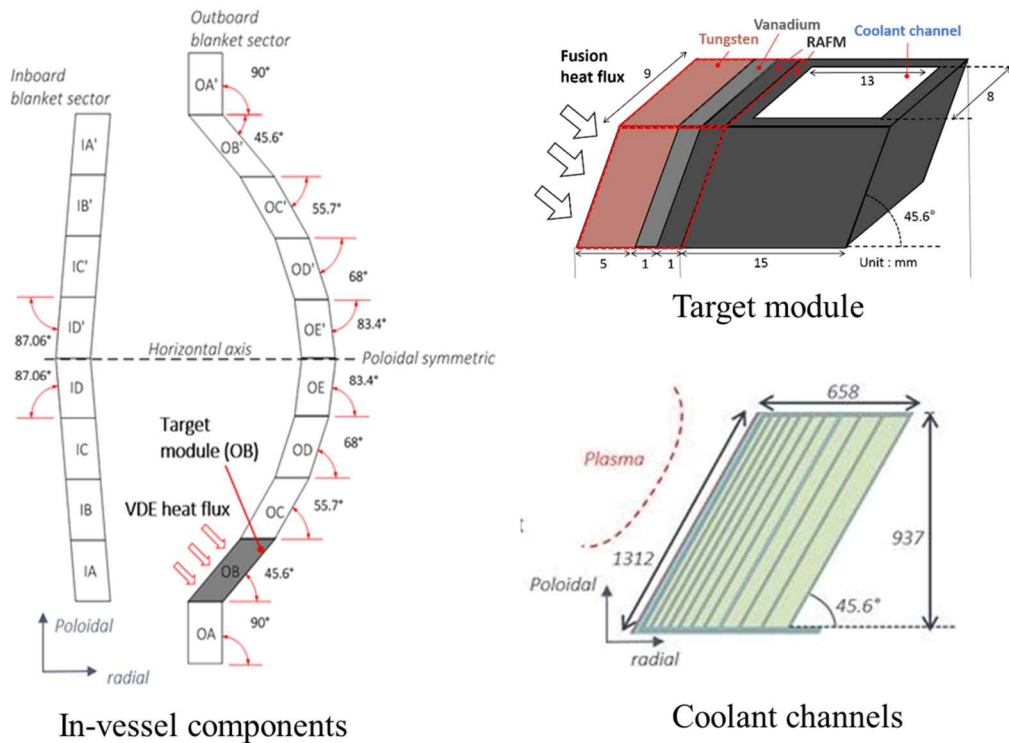 Outboard
blanket sector
Inboard
blanket sector
OA'
90°
45.6°
OB'
IA'
IB'
OC'
55.7°
IC'
OD'
68°
ID'
OE'
83.4°
87.06°
Horizontal axis
Poloidal symmetric
87.06°
ID
OE
83.4°
Target
module (OB)
IC
OD
68°
VDE heat flux
IB
OC
55.7°
OB
45.6°
IA
OA
90°
Poloidal
radial
In-vessel components
Vanadium
Tungsten
RAFM
Coolant channel
Fusion
heat flux
9
13
8
45.6°
5
1
1
15
Unit : mm
Target module
658
Plasma
t
1312
937
Poloidal
45.6°
radial
Coolant channels